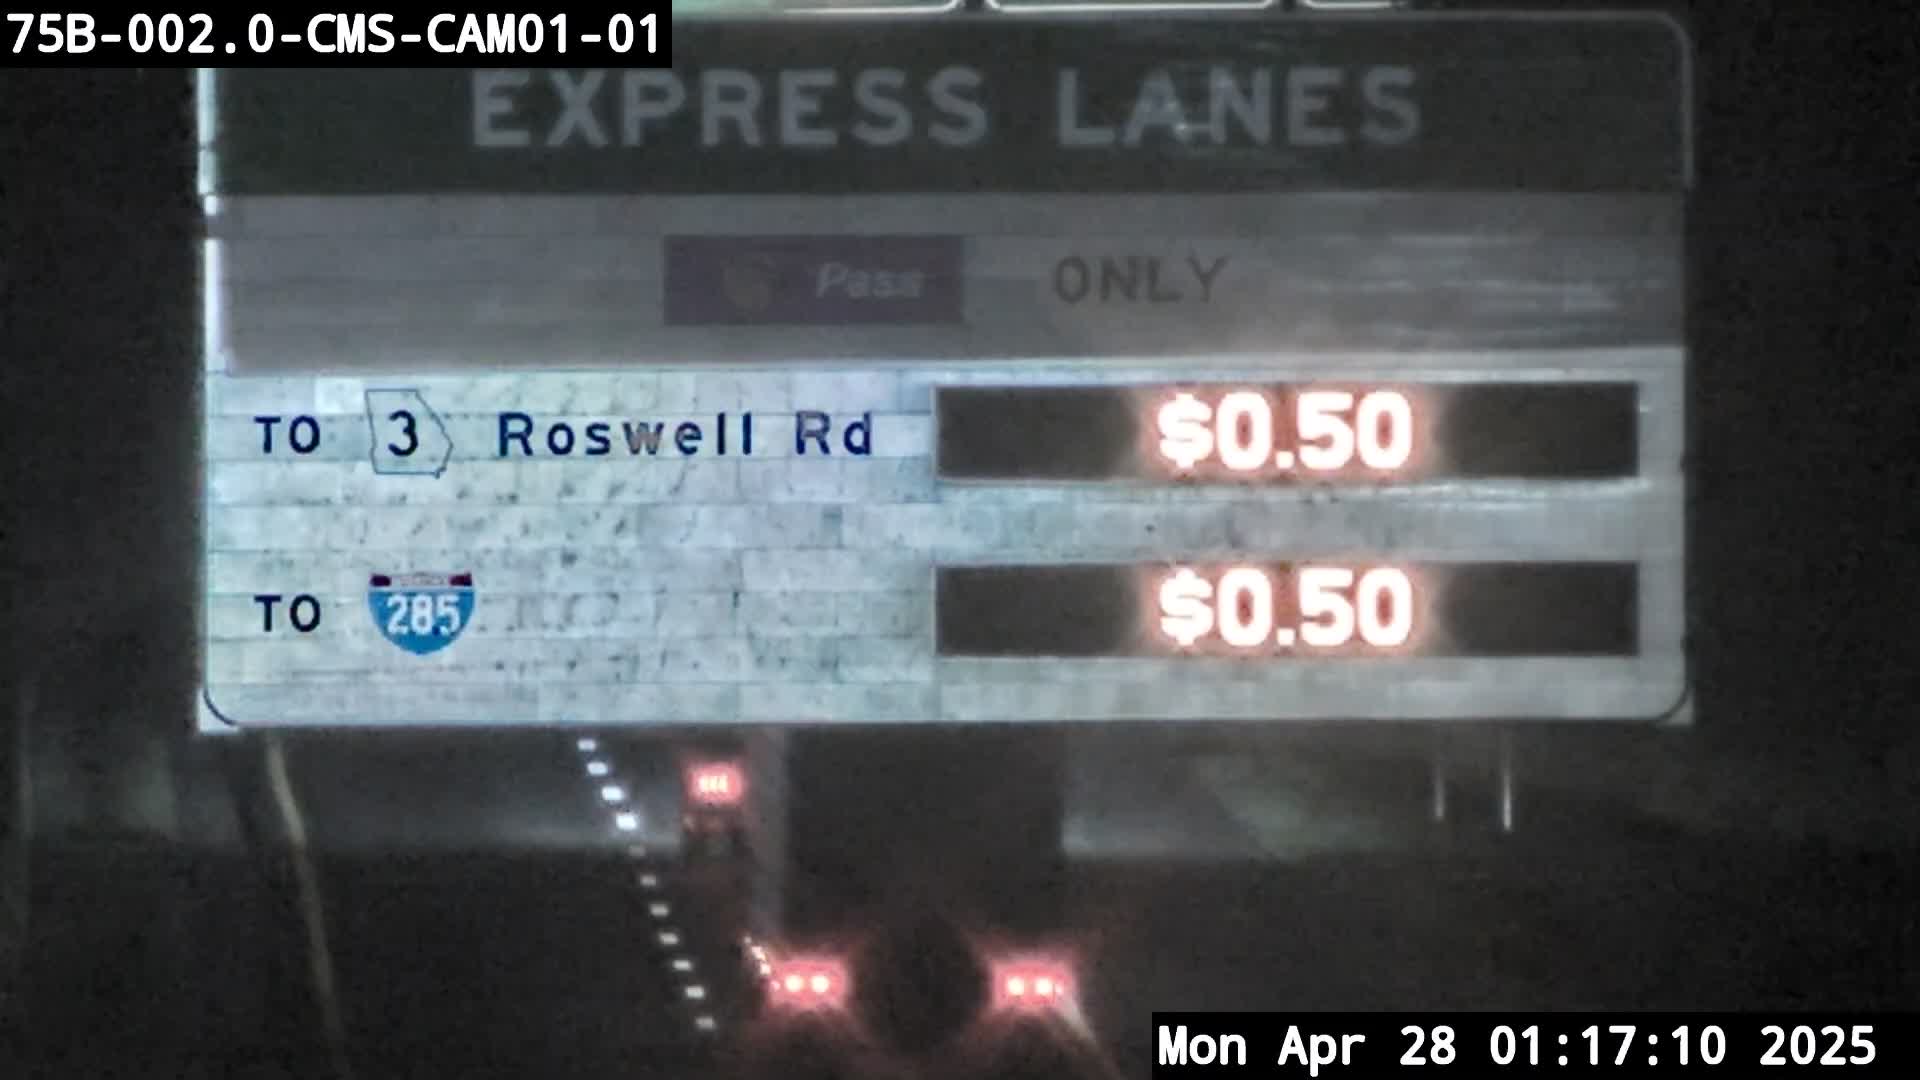 75B-002.0-CMS-CAM01-01
EXPRESS LANES
Pass ONLY
TO 3 Roswell Rd $0.50
TO 285 $0.50
Mon Apr 28 01:17:10 2025